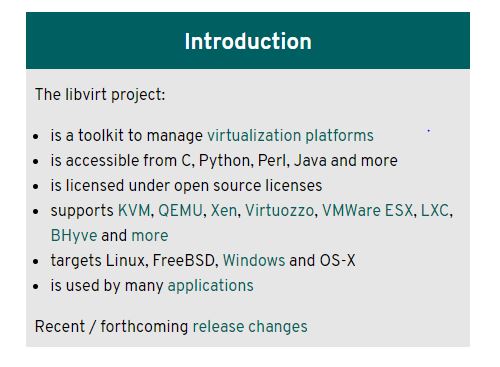 Introduction
The libvirt project:
• is a toolkit to manage virtualization platforms
• is accessible from C, Python, Perl, Java and more
• is licensed under open source licenses
• supports KVM, QEMU, Xen, Virtuozzo, VMWare ESX, LXC,
BHyve and more
• targets Linux, FreeBSD, Windows and OS-X
• is used by many applications
Recent / forthcoming release changes